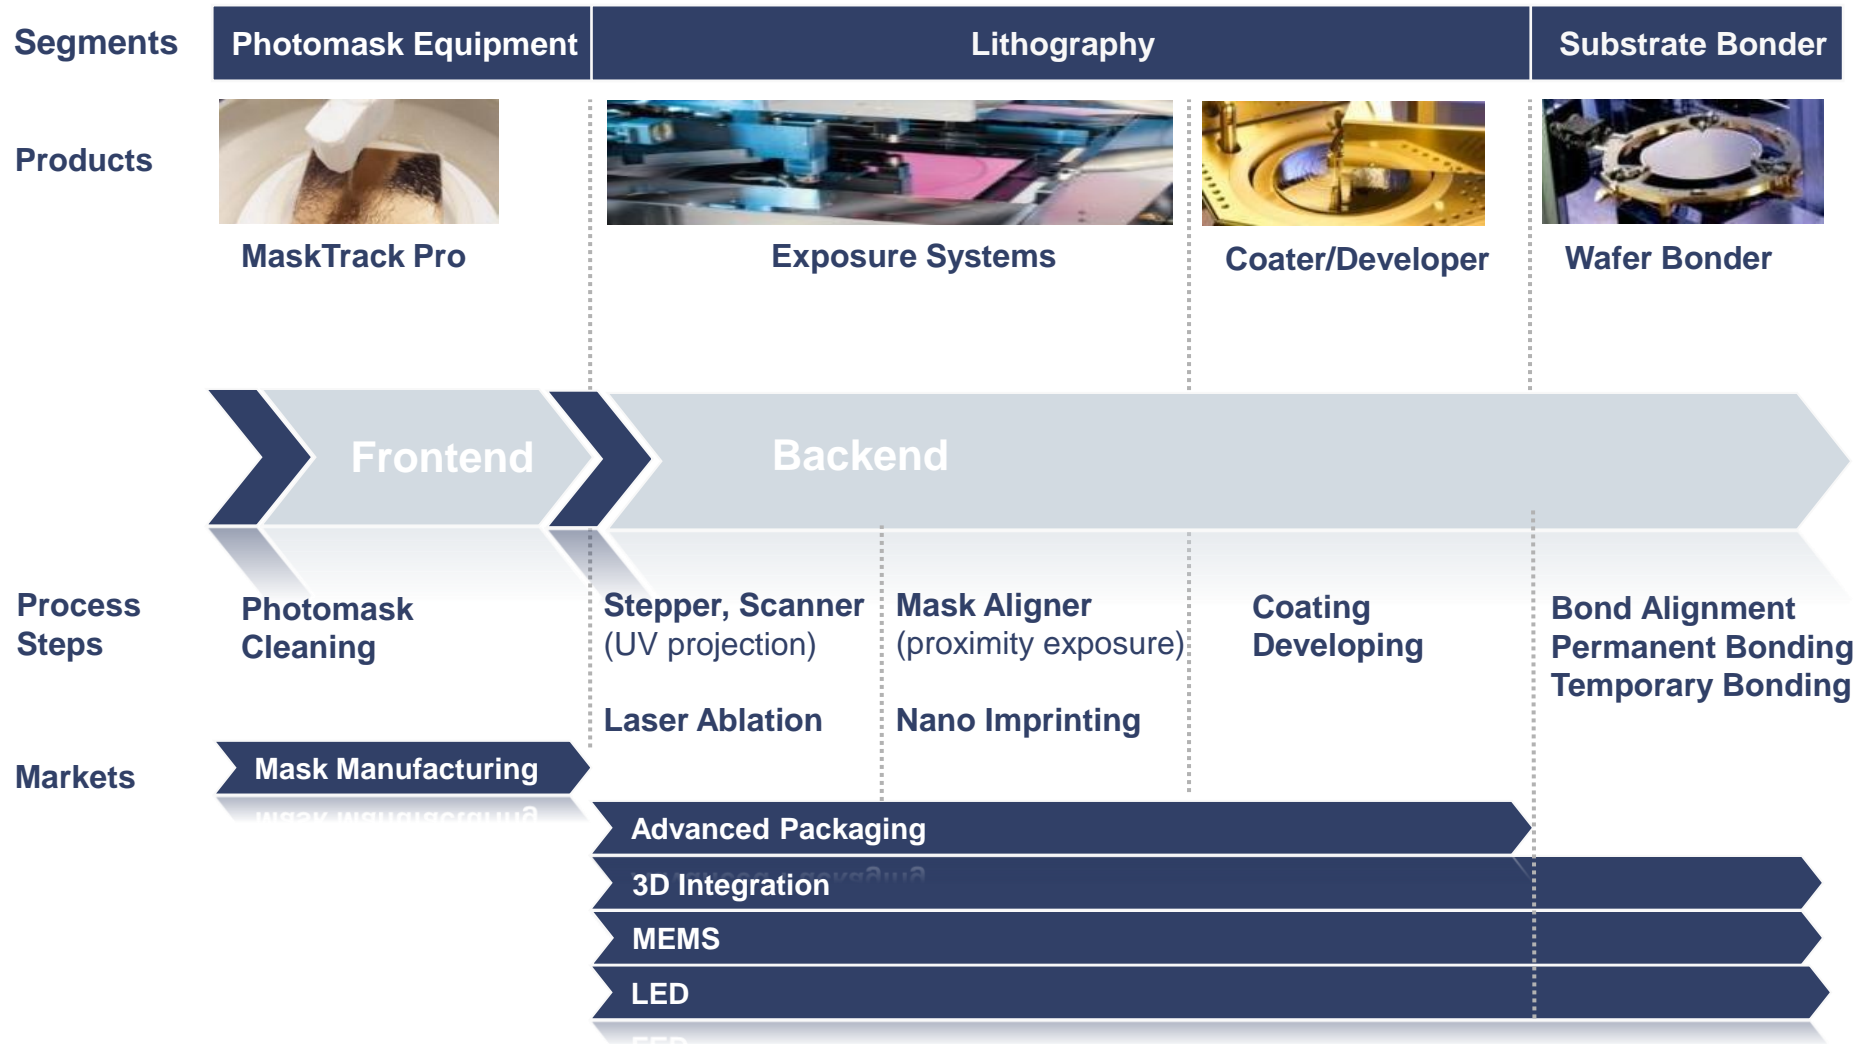 Segments
Photomask Equipment
Lithography
Substrate Bonder
Products
MaskTrack Pro
Exposure Systems
Coater/Developer
Wafer Bonder
Frontend
Backend
Process
Steps
Photomask
Cleaning
Stepper, Scanner
(UV projection)
Laser Ablation
Mask Aligner
(proximity exposure)
Nano Imprinting
Coating
Developing
Bond Alignment
Permanent Bonding
Temporary Bonding
Markets
Mask Manufacturing
Advanced Packaging
3D Integration
MEMS
LED